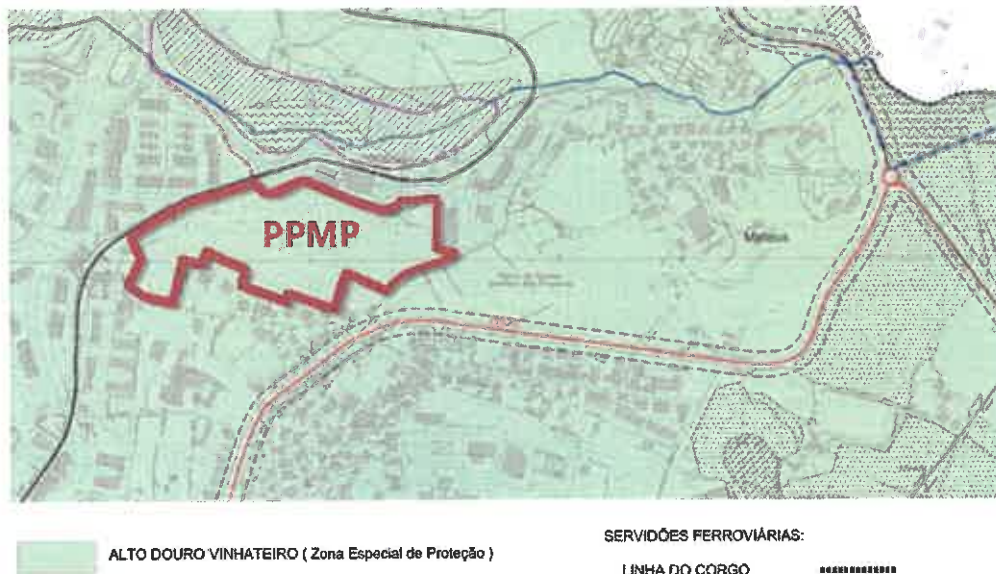 PPMP
Mateus
ALTO DOURO VINHATEIRO ( Zona Especial de Proteção )
SERVIDÕES FERROVIÁRIAS:
LINHA DO CORGO